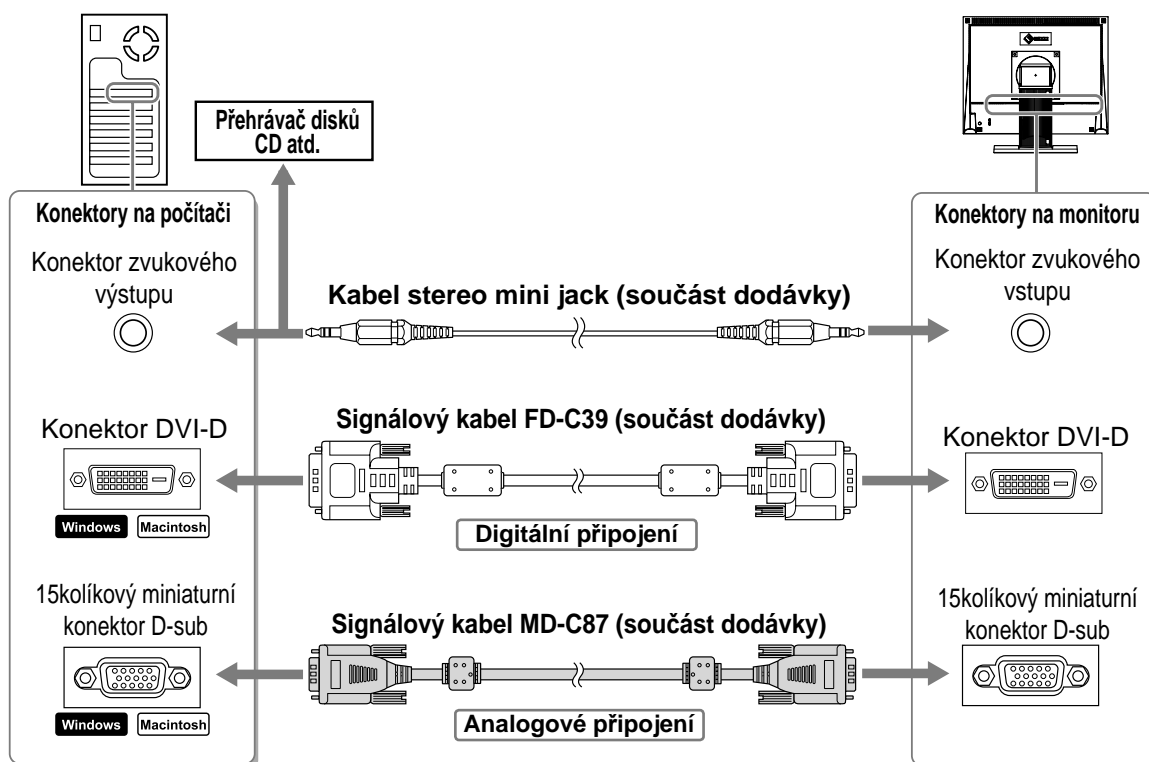 Přehrávač disků
CD atd.
Konektory na počítači
Konektor zvukového
výstupu
Konektor DVI-D
Windows Macintosh
15kolíkový miniaturní
konektor D-sub
Windows Macintosh
Kabel stereo mini jack (součást dodávky)
Signálový kabel FD-C39 (součást dodávky)
Digitální připojení
Signálový kabel MD-C87 (součást dodávky)
Analogové připojení
Konektory na monitoru
Konektor zvukového
vstupu
Konektor DVI-D
15kolíkový miniaturní
konektor D-sub